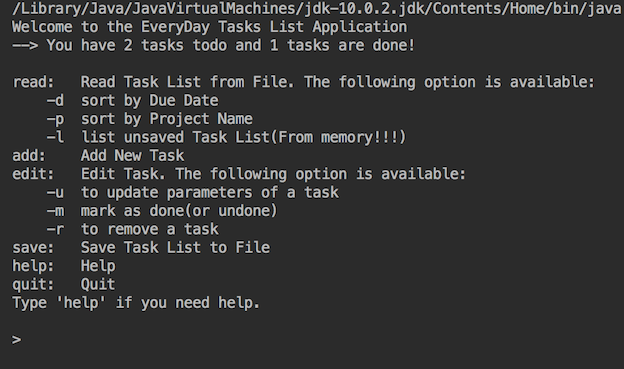 /Library/Java/JavaVirtualMachines/jdk-10.0.2.jdk/Contents/Home/bin/java
Welcome to the EveryDay Tasks List Application
--> You have 2 tasks todo and 1 tasks are done!
read:   Read Task List from File. The following option is available:
    -d  sort by Due Date
    -p  sort by Project Name
    -l  list unsaved Task List(From memory!!!)
add:    Add New Task
edit:   Edit Task. The following option is available:
    -u  to update parameters of a task
    -m  mark as done(or undone)
    -r  to remove a task
save:   Save Task List to File
help:   Help
quit:   Quit
Type 'help' if you need help.
>